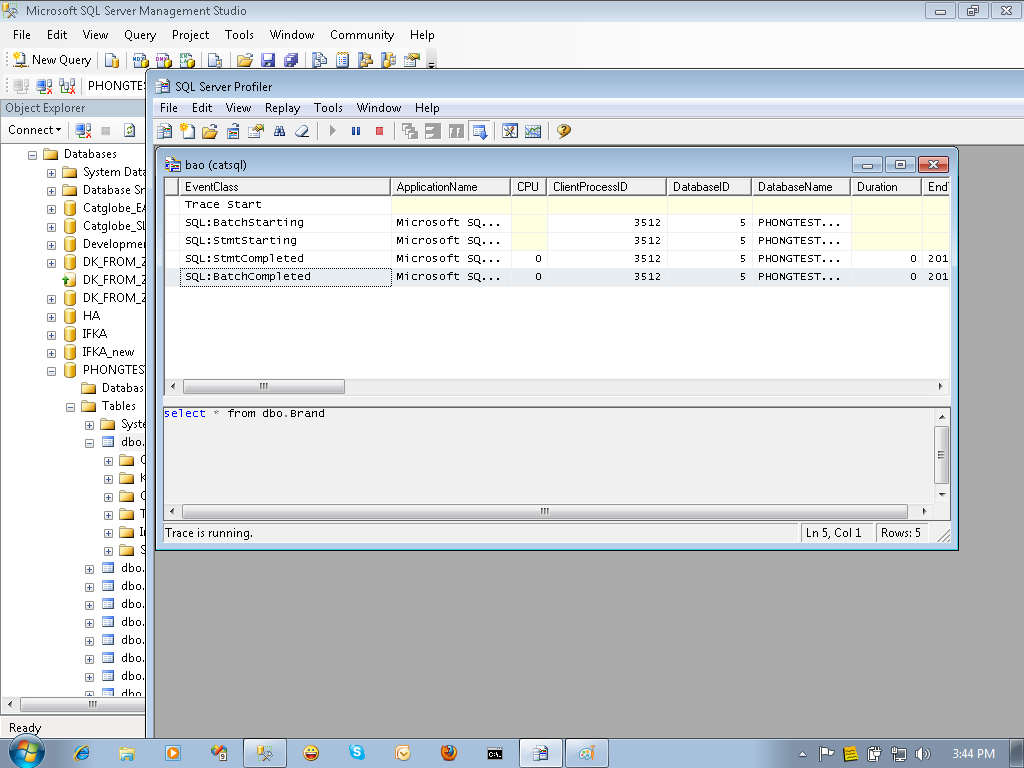 Microsoft SQL Server Management Studio
File Edit View Query Project Tools Window Community Help
New Query
PHONGTES
SQL Server Profiler
Object Explorer
File Edit View Replay Tools Window Help
Connect
bao (catsql)
Databases
System Data
Database Sn
Catglobe_Ea
Catglobe_SL
Developmen
DK_FROM_Z
DK_FROM_Z
DK_FROM_Z
HA
IFKA
IFKA_new
PHONGTES
Databas
Tables
Syste
dbo.
C
K
C
T
In
S
dbo.
dbo.
dbo.
dbo.
dbo.
dbo.
dbo.
dbo.
EventClass ApplicationName CPU ClientProcessID DatabaseID DatabaseName Duration EndT
Trace Start
SQL:BatchStarting Microsoft SQ... 3512 5 PHONGTEST...
SQL:StmtStarting Microsoft SQ... 3512 5 PHONGTEST...
SQL:StmtCompleted Microsoft SQ... 0 3512 5 PHONGTEST... 0 201
SQL:BatchCompleted Microsoft SQ... 0 3512 5 PHONGTEST... 0 201
select * from dbo.Brand
Trace is running. Ln 5, Col 1 Rows: 5
Ready
3:44 PM